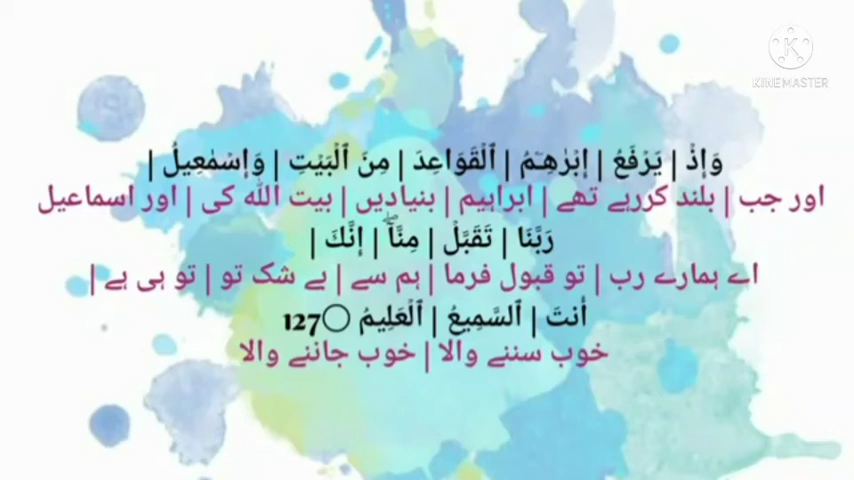 KINEMASTER
وَإِذْ | يَرْفَعُ | إِبْرَٰهِـۧمُ | ٱلْقَوَاعِدَ | مِنَ ٱلْبَيْتِ | وَإِسْمَٰعِيلُ |
اور جب | بلند کررہے تھے | ابراہیم | بنیادیں | بیت اللہ کی | اور اسماعیل
رَبَّنَا | تَقَبَّلْ | مِنَّآ ۖ | إِنَّكَ |
اے ہمارے رب | تو قبول فرما | ہم سے | بے شک تو | تو ہی ہے |
أَنتَ | ٱلسَّمِيعُ | ٱلْعَلِيمُ ○127
خوب سننے والا | خوب جاننے والا